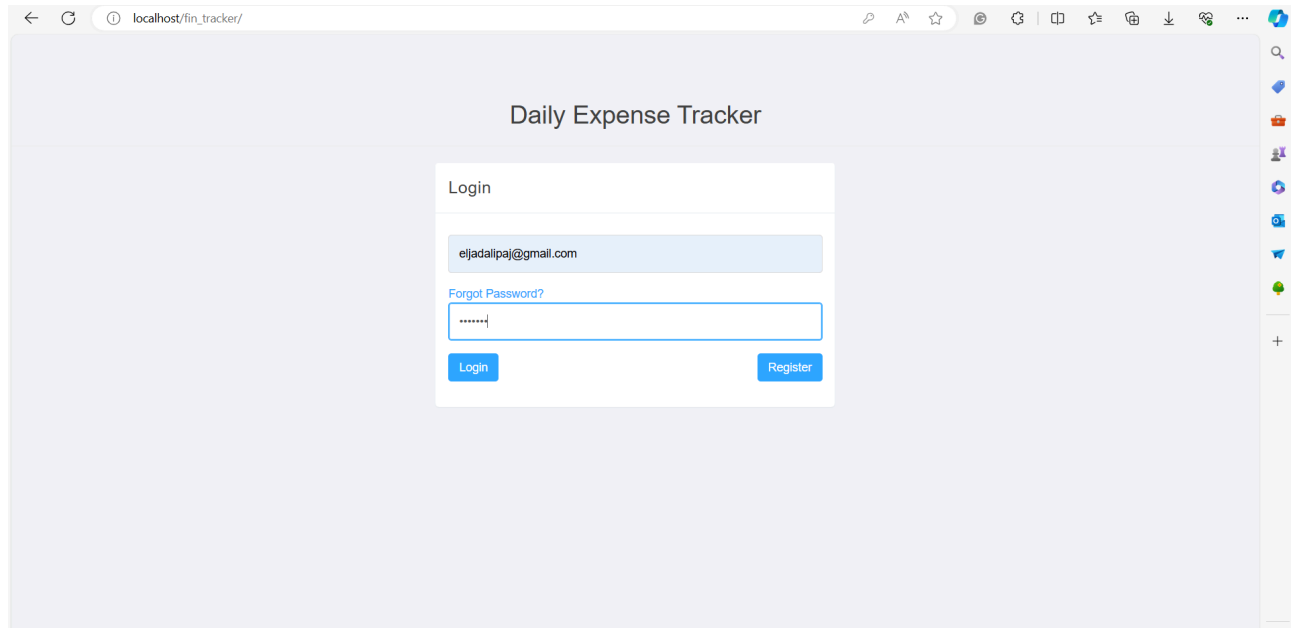 localhost/fin_tracker/
Daily Expense Tracker
Login
eljadalipaj@gmail.com
Forgot Password?
•••••••
Login Register